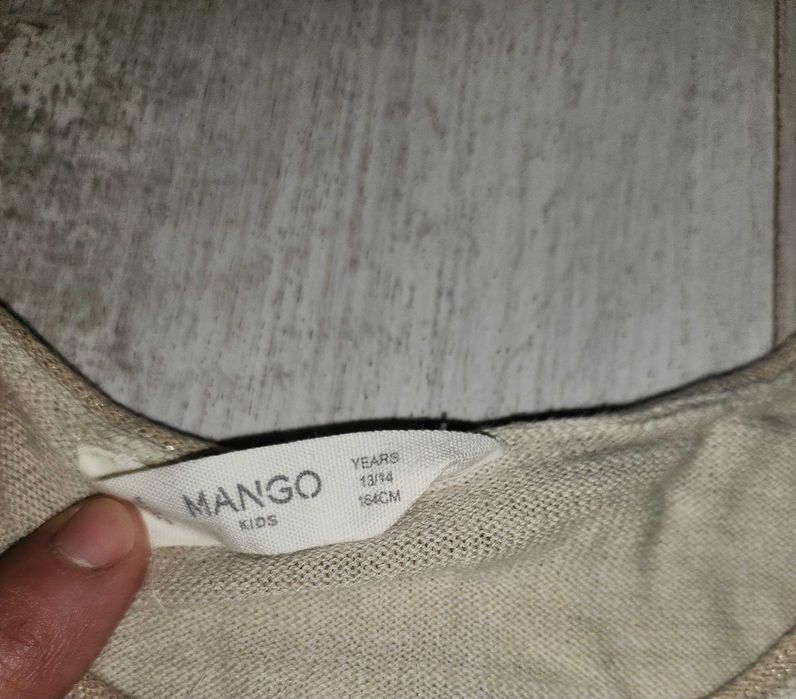 MANGO
KIDS
YEARS
13/14
164CM